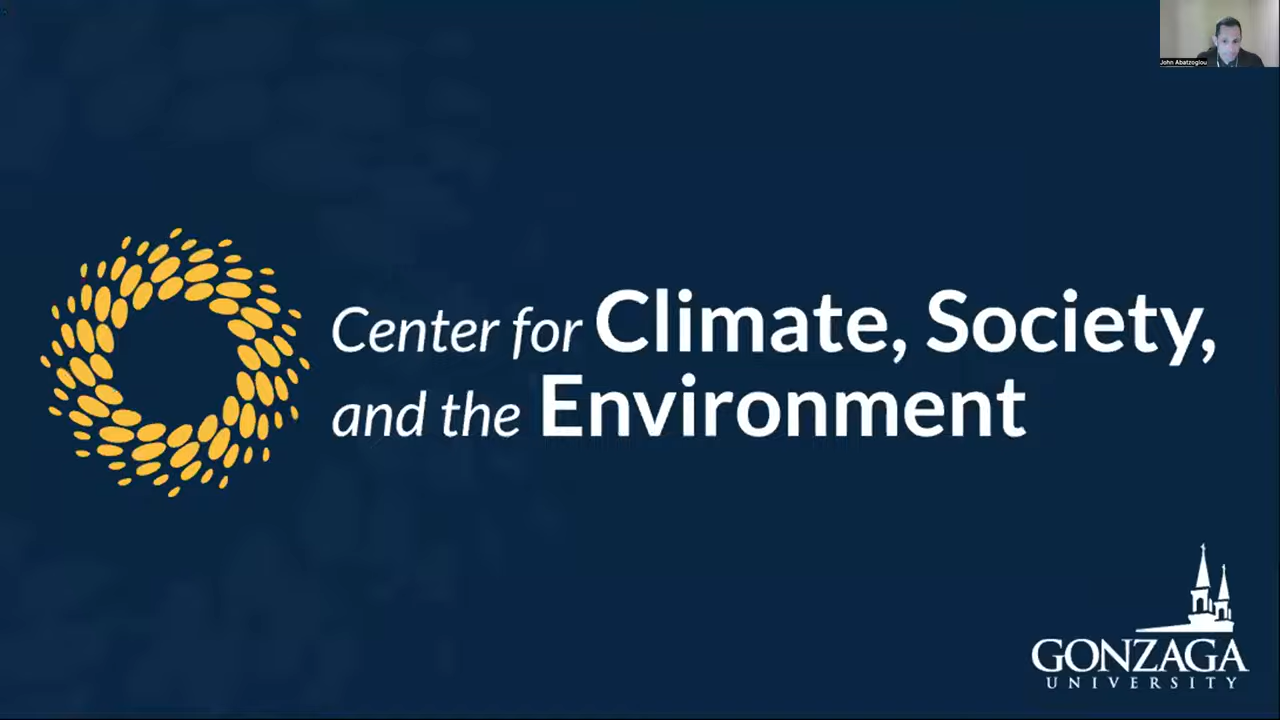 John Abatzoglou
Center for Climate, Society,
and the Environment
GONZAGA
UNIVERSITY